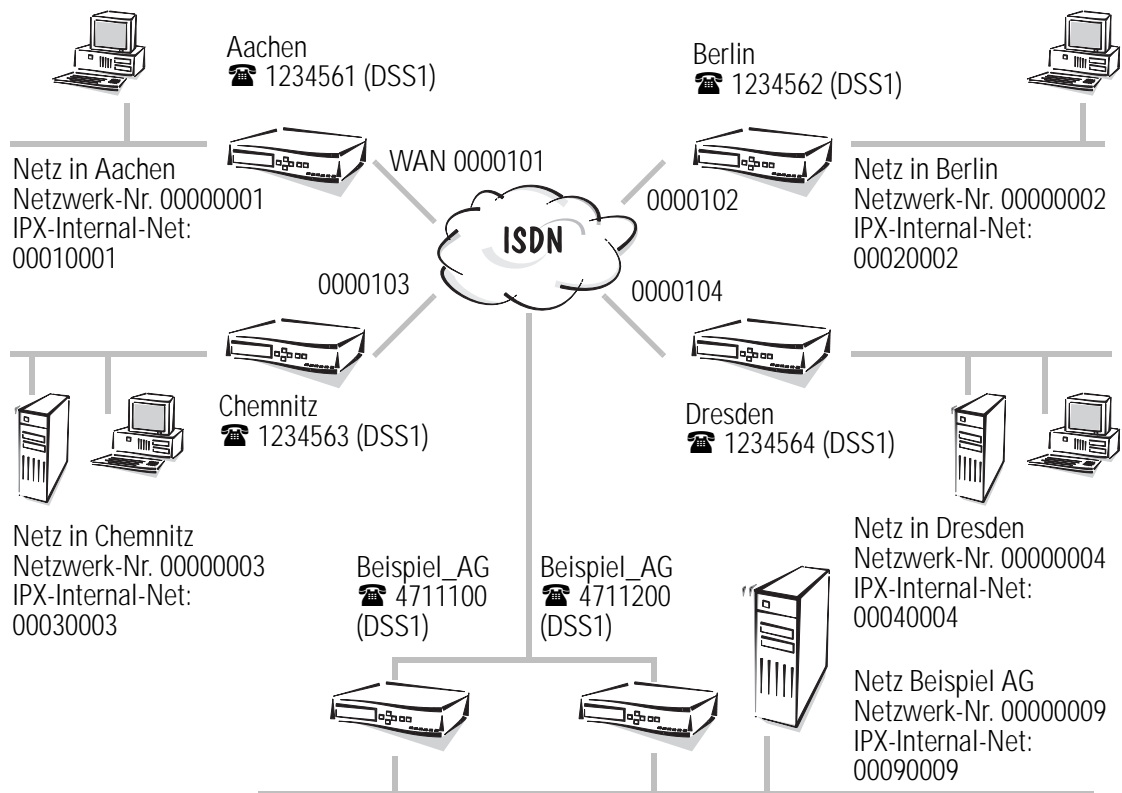 Aachen
☎ 1234561 (DSS1)
Berlin
☎ 1234562 (DSS1)
Netz in Aachen
Netzwerk-Nr. 00000001
IPX-Internal-Net:
00010001
WAN 0000101
0000102
Netz in Berlin
Netzwerk-Nr. 00000002
IPX-Internal-Net:
00020002
ISDN
0000103
0000104
Chemnitz
☎ 1234563 (DSS1)
Dresden
☎ 1234564 (DSS1)
Netz in Chemnitz
Netzwerk-Nr. 00000003
IPX-Internal-Net:
00030003
Netz in Dresden
Netzwerk-Nr. 00000004
IPX-Internal-Net:
00040004
Beispiel_AG
☎ 4711100
(DSS1)
Beispiel_AG
☎ 4711200
(DSS1)
Netz Beispiel AG
Netzwerk-Nr. 00000009
IPX-Internal-Net:
00090009